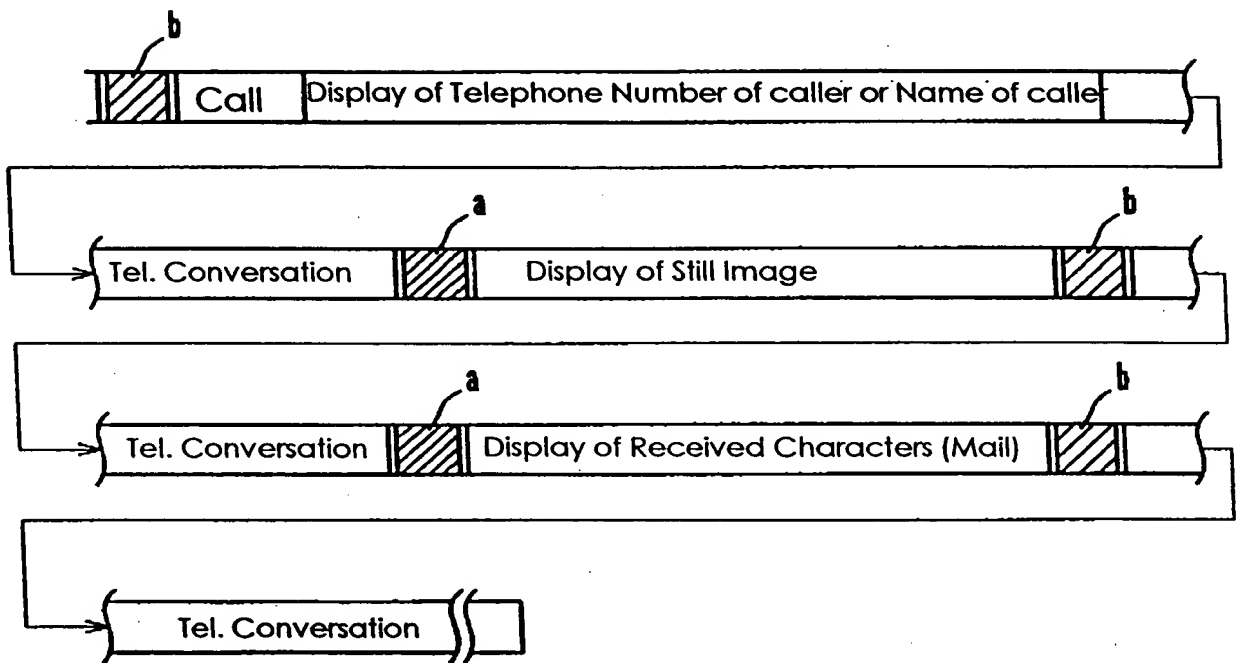 b
Call Display of Telephone Number of caller or Name of caller
a b
Tel. Conversation Display of Still Image
a b
Tel. Conversation Display of Received Characters (Mail)
Tel. Conversation